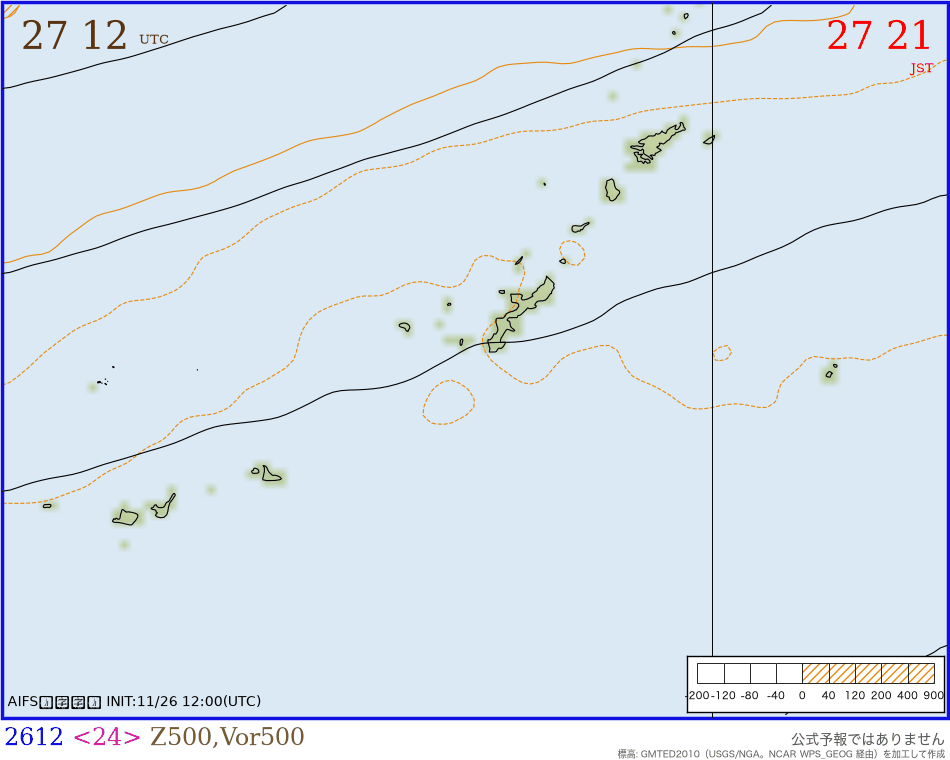 27 12 UTC
27 21
JST
-200 -120 -80 -40 0 40 120 200 400 900
AIFS INIT:11/26 12:00(UTC)
2612 <24> Z500,Vor500
公式予報ではありません
標高: GMTED2010（USGS/NGA。NCAR WPS_GEOG 経由）を加工して作成